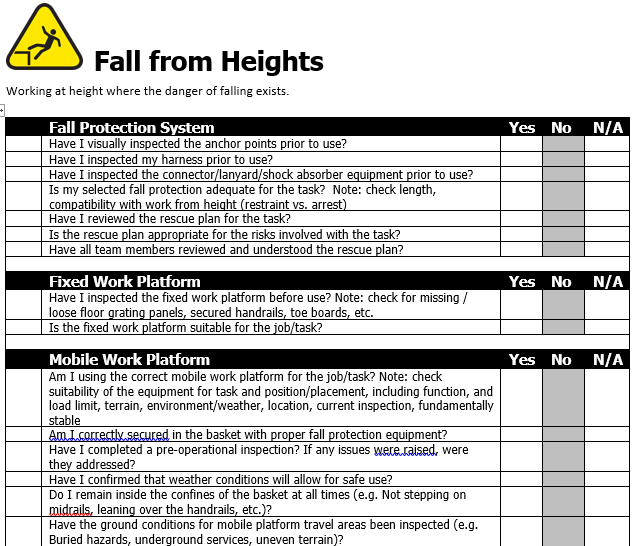 Fall from Heights
Working at height where the danger of falling exists.
Fall Protection System Yes No N/A
Have I visually inspected the anchor points prior to use?
Have I inspected my harness prior to use?
Have I inspected the connector/lanyard/shock absorber equipment prior to use?
Is my selected fall protection adequate for the task? Note: check length,
compatibility with work from height (restraint vs. arrest)
Have I reviewed the rescue plan for the task?
Is the rescue plan appropriate for the risks involved with the task?
Have all team members reviewed and understood the rescue plan?
Fixed Work Platform Yes No N/A
Have I inspected the fixed work platform before use? Note: check for missing /
loose floor grating panels, secured handrails, toe boards, etc.
Is the fixed work platform suitable for the job/task?
Mobile Work Platform Yes No N/A
Am I using the correct mobile work platform for the job/task? Note: check
suitability of the equipment for task and position/placement, including function, and
load limit, terrain, environment/weather, location, current inspection, fundamentally
stable
Am I correctly secured in the basket with proper fall protection equipment?
Have I completed a pre-operational inspection? If any issues were raised, were
they addressed?
Have I confirmed that weather conditions will allow for safe use?
Do I remain inside the confines of the basket at all times (e.g. Not stepping on
midrails, leaning over the handrails, etc.)?
Have the ground conditions for mobile platform travel areas been inspected (e.g.
Buried hazards, underground services, uneven terrain)?